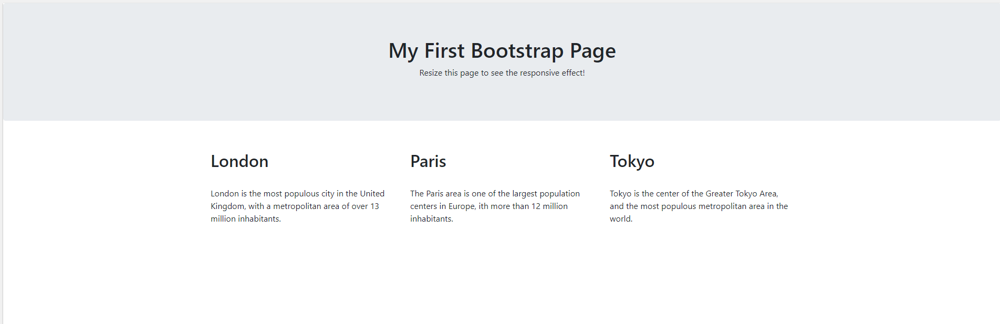 My First Bootstrap Page
Resize this page to see the responsive effect!
London
London is the most populous city in the United
Kingdom, with a metropolitan area of over 13
million inhabitants.
Paris
The Paris area is one of the largest population
centers in Europe, ith more than 12 million
inhabitants.
Tokyo
Tokyo is the center of the Greater Tokyo Area,
and the most populous metropolitan area in the
world.